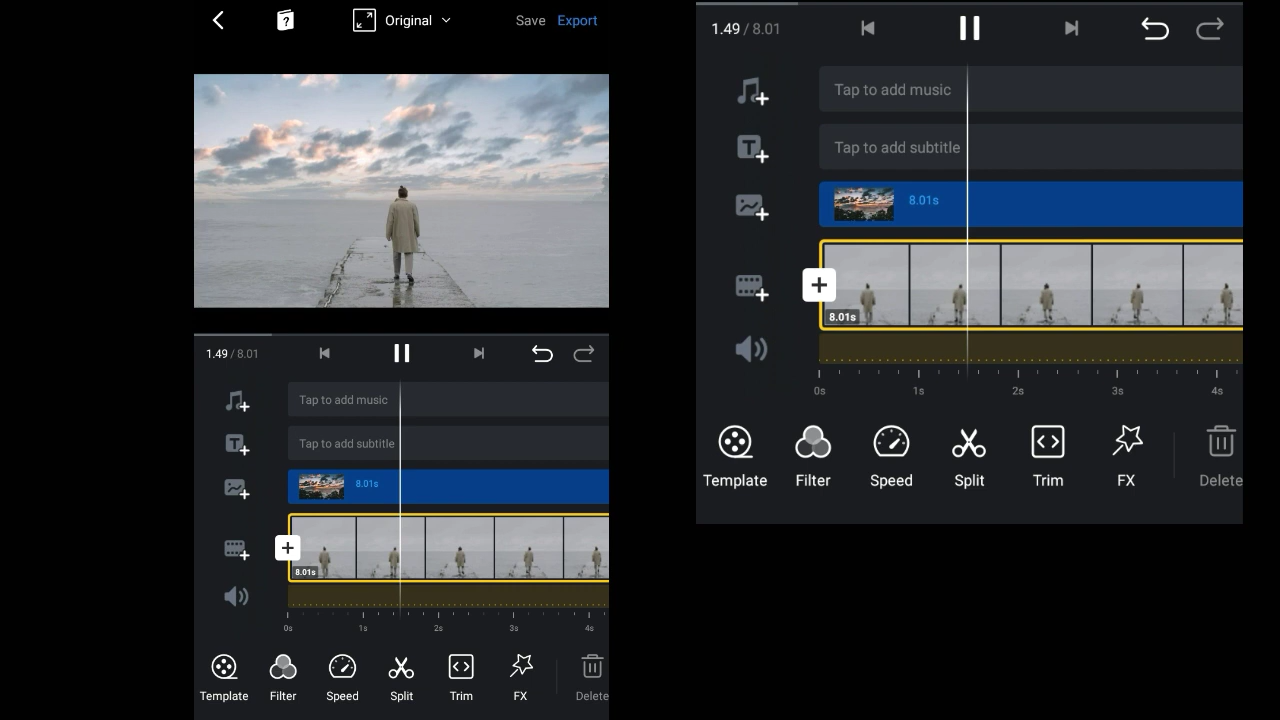 Original
Save
Export
1.49 / 8.01
Tap to add music
Tap to add subtitle
8.01s
8.01s
0s 1s 2s 3s 4s
Template Filter Speed Split Trim FX Delete
1.49 / 8.01
Tap to add music
Tap to add subtitle
8.01s
8.01s
0s 1s 2s 3s 4s
Template Filter Speed Split Trim FX Delete